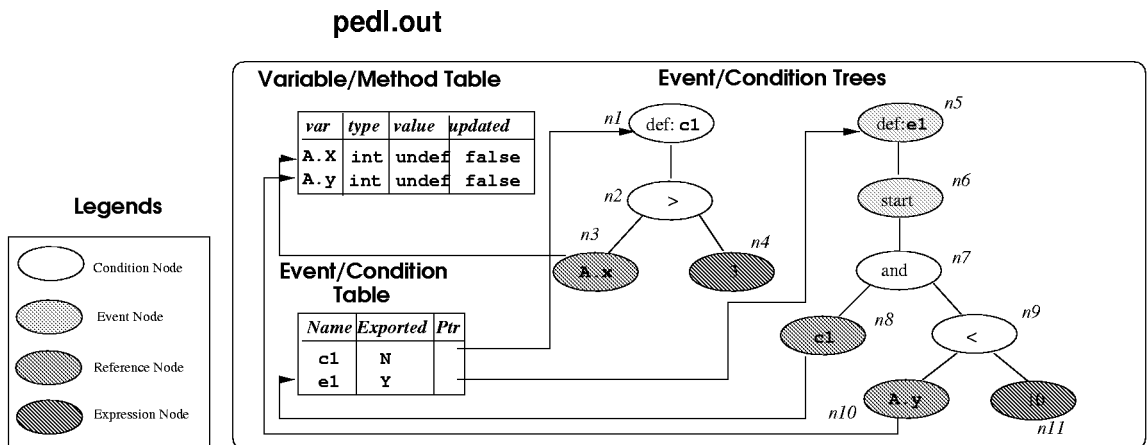 pedl.out
Variable/Method Table
var type value updated
A.X int undef false
A.y int undef false
Event/Condition Trees
n1
def: c1
n2
>
n3
A.x
n4
n5
def:e1
n6
start
n7
and
n8
c1
n9
<
n10
A.y
10
n11
Event/Condition
Table
Name Exported Ptr
c1 N
e1 Y
Legends
Condition Node
Event Node
Reference Node
Expression Node